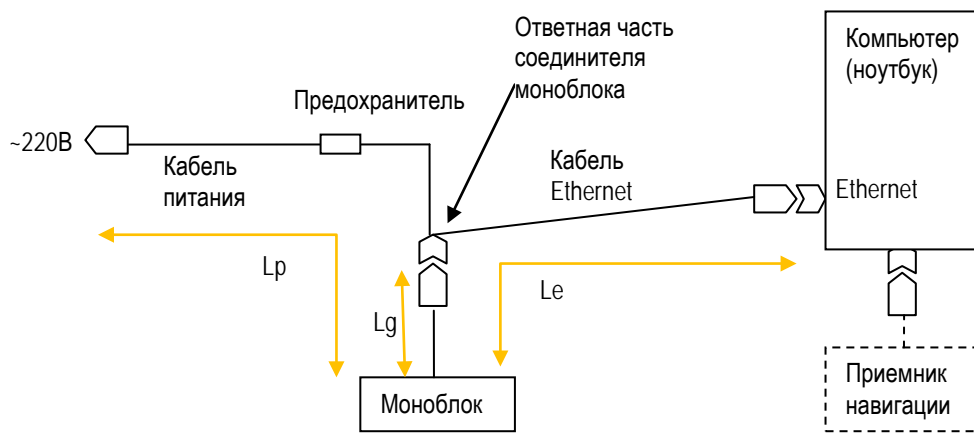 Ответная часть
соединителя
моноблока
Компьютер
(ноутбук)
Предохранитель
~220В
Кабель
питания
Кабель
Ethernet
Ethernet
Lp
Lg
Le
Моноблок
Приемник
навигации